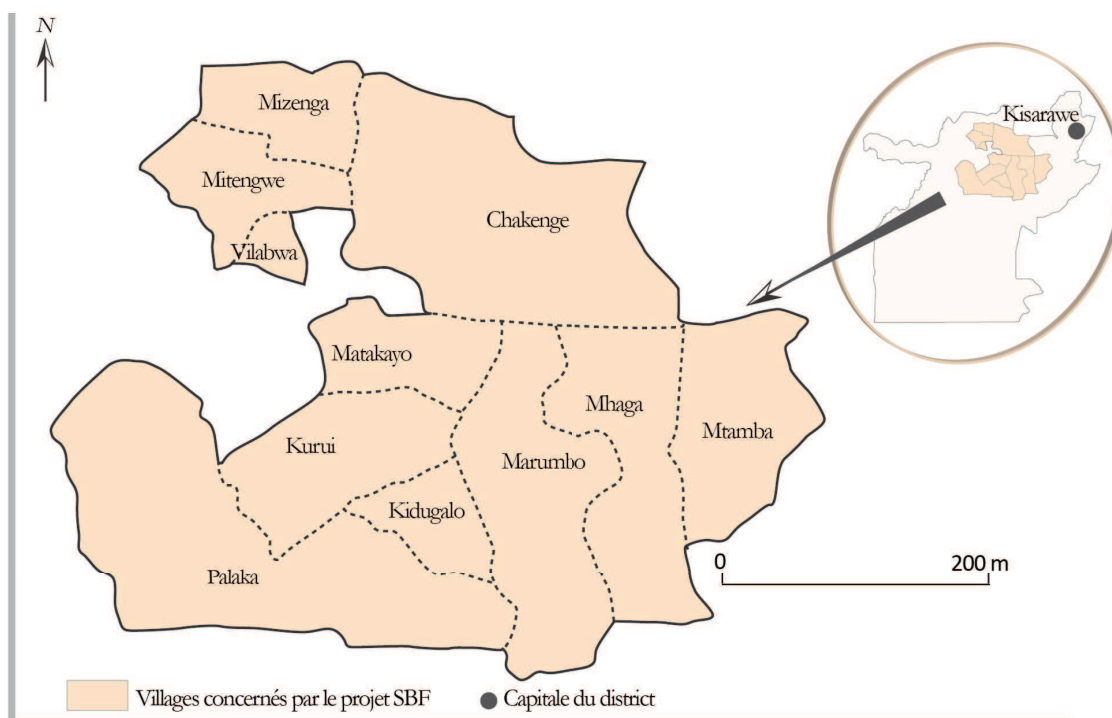 N
Mizenga
Kisarawe
Mitengwe
Chakenge
Vilabwa
Matakayo
Mhaga
Mtamba
Kurui
Marumbo
Kidugalo
Palaka
0 200 m
Villages concernés par le projet SBF
Capitale du district